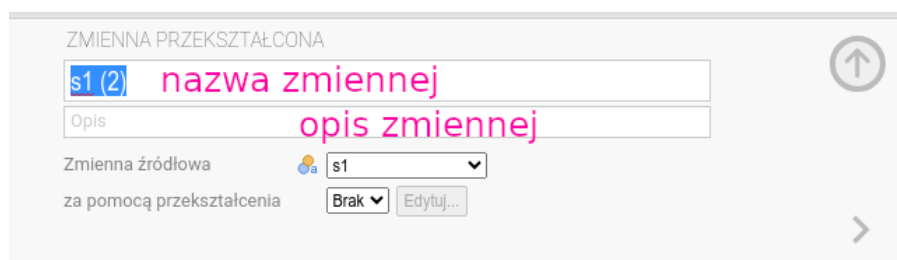 ZMIENNA PRZEKSZTAŁCONA
s1 (2) nazwa zmiennej
Opis opis zmiennej
Zmienna źródłowa a s1
za pomocą przekształcenia Brak Edytuj...